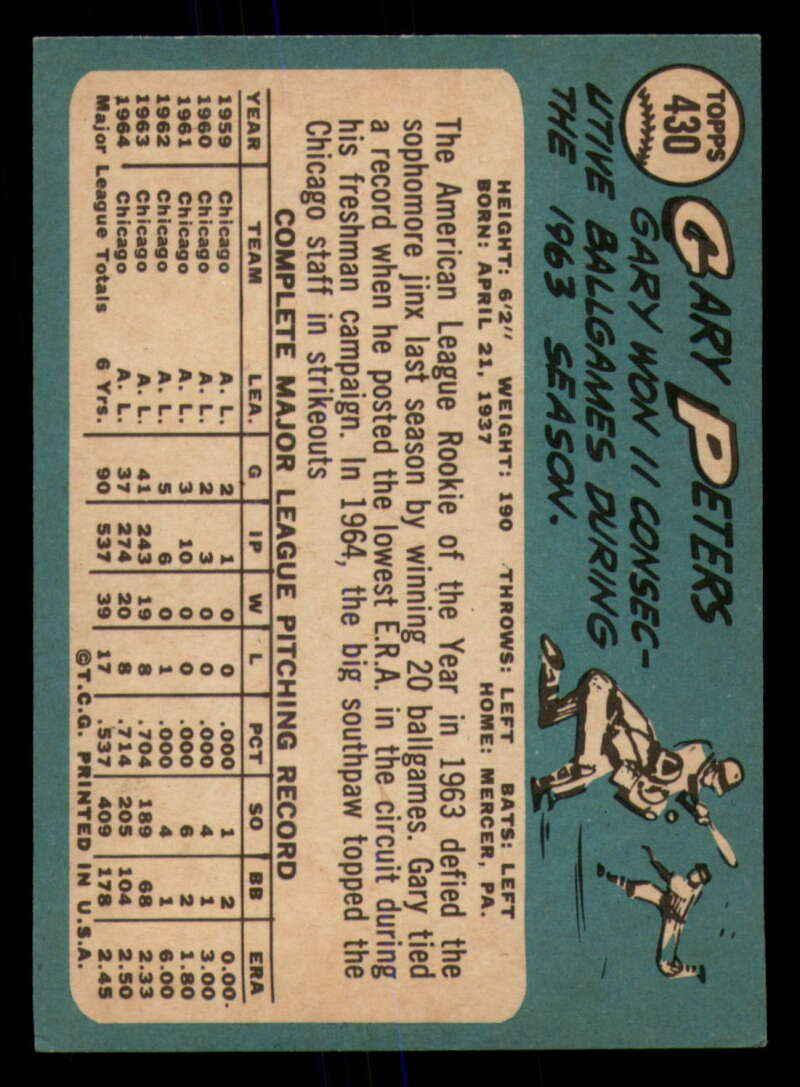 TOPPS
430
GARY PETERS
GARY WON 11 CONSEC-
UTIVE BALLGAMES DURING
THE 1963 SEASON.
HEIGHT: 6'2" WEIGHT: 190 THROWS: LEFT BATS: LEFT
BORN: APRIL 21, 1937 HOME: MERCER, PA.
The American League Rookie of the Year in 1963 defied the
sophomore jinx last season by winning 20 ballgames. Gary tied
a record when he posted the lowest E.R.A. in the circuit during
his freshman campaign. In 1964, the big southpaw topped the
Chicago staff in strikeouts
COMPLETE MAJOR LEAGUE PITCHING RECORD
YEAR TEAM LEA. G IP W L PCT SO BB ERA
1959 Chicago A. L. 2 1 0 0 .000 1 2 0.00.
1960 Chicago A. L. 2 3 0 0 .000 4 1 3.00
1961 Chicago A. L. 3 10 0 0 .000 6 2 1.80
1962 Chicago A. L. 5 6 0 1 .000 4 1 6.00
1963 Chicago A. L. 41 243 19 8 .704 189 68 2.33
1964 Chicago A. L. 37 274 20 8 .714 205 104 2.50
Major League Totals 6 Yrs. 90 537 39 17 .537 409 178 2.45
©T.C.G. PRINTED IN U.S.A.